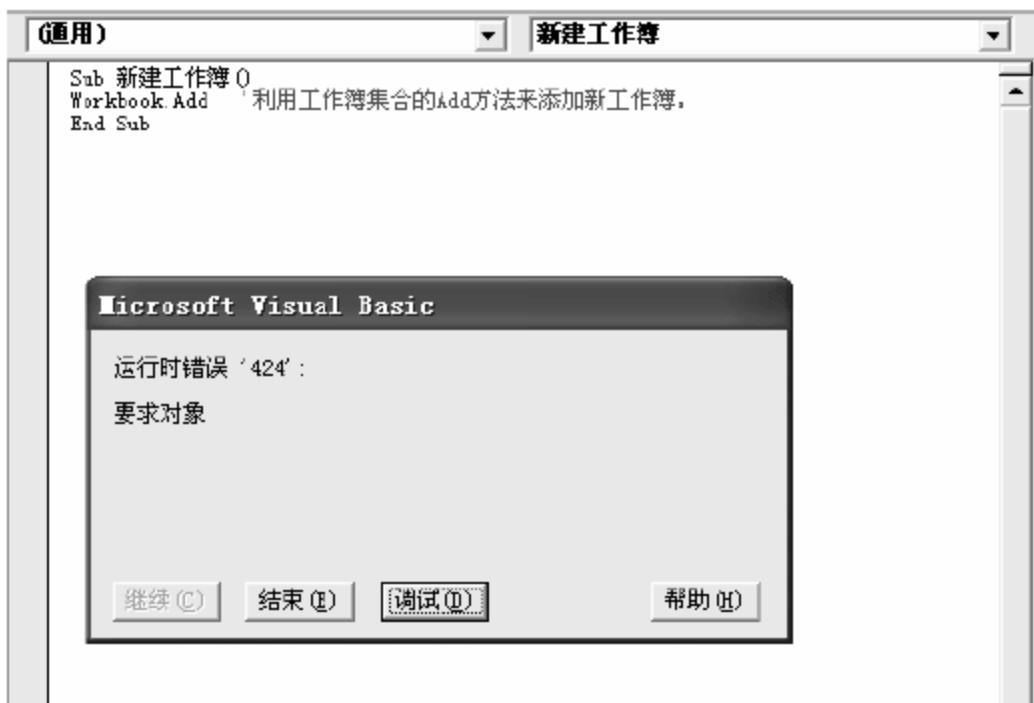 (通用)
新建工作簿
Sub 新建工作簿()
Workbook.Add '利用工作簿集合的Add方法来添加新工作簿。
End Sub
Microsoft Visual Basic
运行时错误 '424':
要求对象
继续(C)
结束(E)
调试(D)
帮助(H)